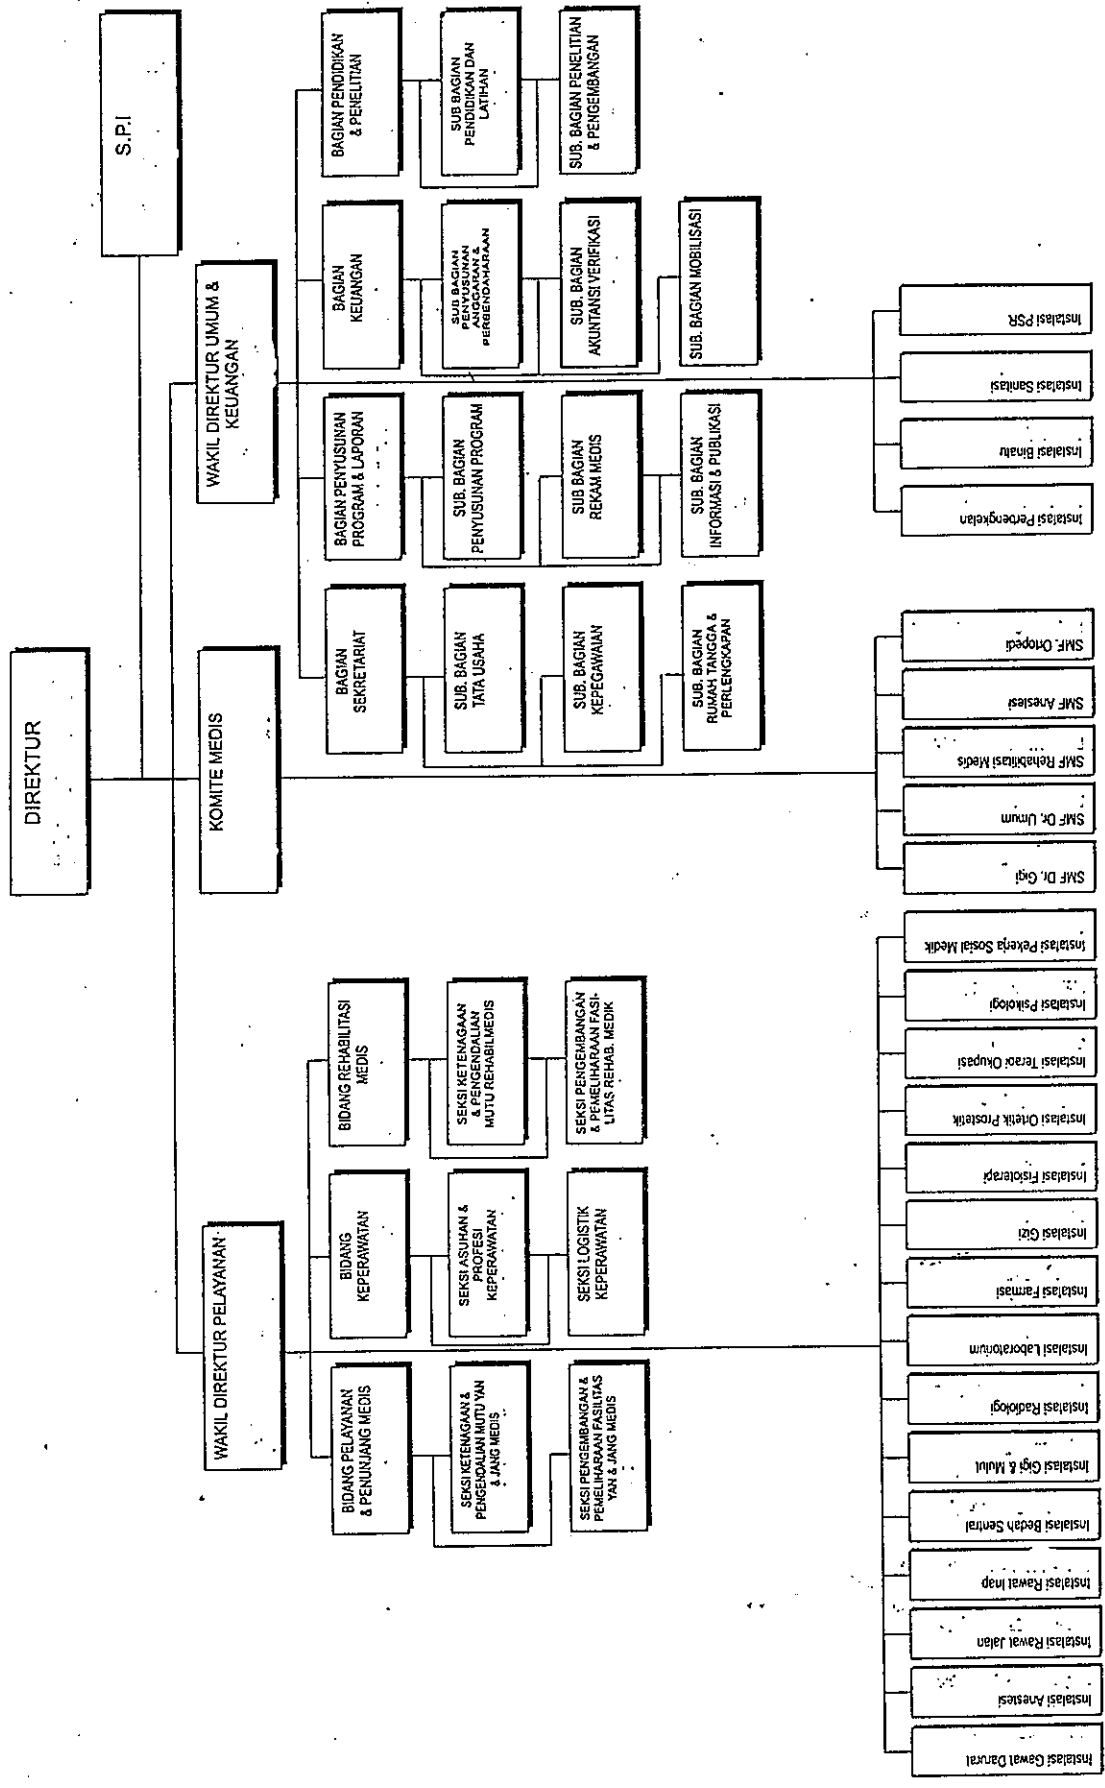 DIREKTUR
S.P.I
WAKIL DIREKTUR PELAYANAN
KOMITE MEDIS
WAKIL DIREKTUR UMUM &
KEUANGAN
BIDANG PELAYANAN
& PENUNJANG MEDIS
BIDANG
KEPERAWATAN
BIDANG REHABILITASI
MEDIS
BAGIAN
SEKRETARIAT
BAGIAN PENYUSUNAN
PROGRAM & LAPORAN
BAGIAN
KEUANGAN
BAGIAN PENDIDIKAN
& PENELITIAN
SEKSI KETENAGAAN &
PENGENDALIAN MUTU YAN
& JANG MEDIS
SEKSI ASUHAN &
PROFESI
KEPERAWATAN
SEKSI KETENAGAAN
& PENGENDALIAN
MUTU REHABILMEDIS
SUB. BAGIAN
TATA USAHA
SUB. BAGIAN
PENYUSUNAN PROGRAM
SUB BAGIAN
PENYUSUNAN
ANGGARAN &
PERBENDAHARAAN
SUB BAGIAN
PENDIDIKAN DAN
LATIHAN
SEKSI PENGEMBANGAN &
PEMELIHARAAN FASILITAS
YAN & JANG MEDIS
SEKSI LOGISTIK
KEPERAWATAN
SEKSI PENGEMBANGAN
& PEMELIHARAAN FASI-
LITAS REHAB. MEDIK
SUB. BAGIAN
KEPEGAWAIAN
SUB BAGIAN
REKAM MEDIS
SUB. BAGIAN
AKUNTANSI VERIFIKASI
SUB. BAGIAN PENELITIAN
& PENGEMBANGAN
SUB. BAGIAN
RUMAH TANGGA &
PERLENGKAPAN
SUB. BAGIAN
INFORMASI & PUBLIKASI
SUB. BAGIAN MOBILISASI
Instalasi Gawat Darurat
Instalasi Anestesi
Instalasi Rawat Jalan
Instalasi Rawat Inap
Instalasi Bedah Sentral
Instalasi Gigi & Mulut
Instalasi Radiologi
Instalasi Laboratorium
Instalasi Farmasi
Instalasi Gizi
Instalasi Fisioterapi
Instalasi Ortetik Prostetik
Instalasi Terapi Okupasi
Instalasi Psikologi
Instalasi Pekerja Sosial Medik
SMF Dr. Gigi
SMF Dr. Umum
SMF Rehabilitasi Medis
SMF Anestesi
SMF. Ortopedi
Instalasi Perbengkelan
Instalasi Binatu
Instalasi Sanitasi
Instalasi PSR